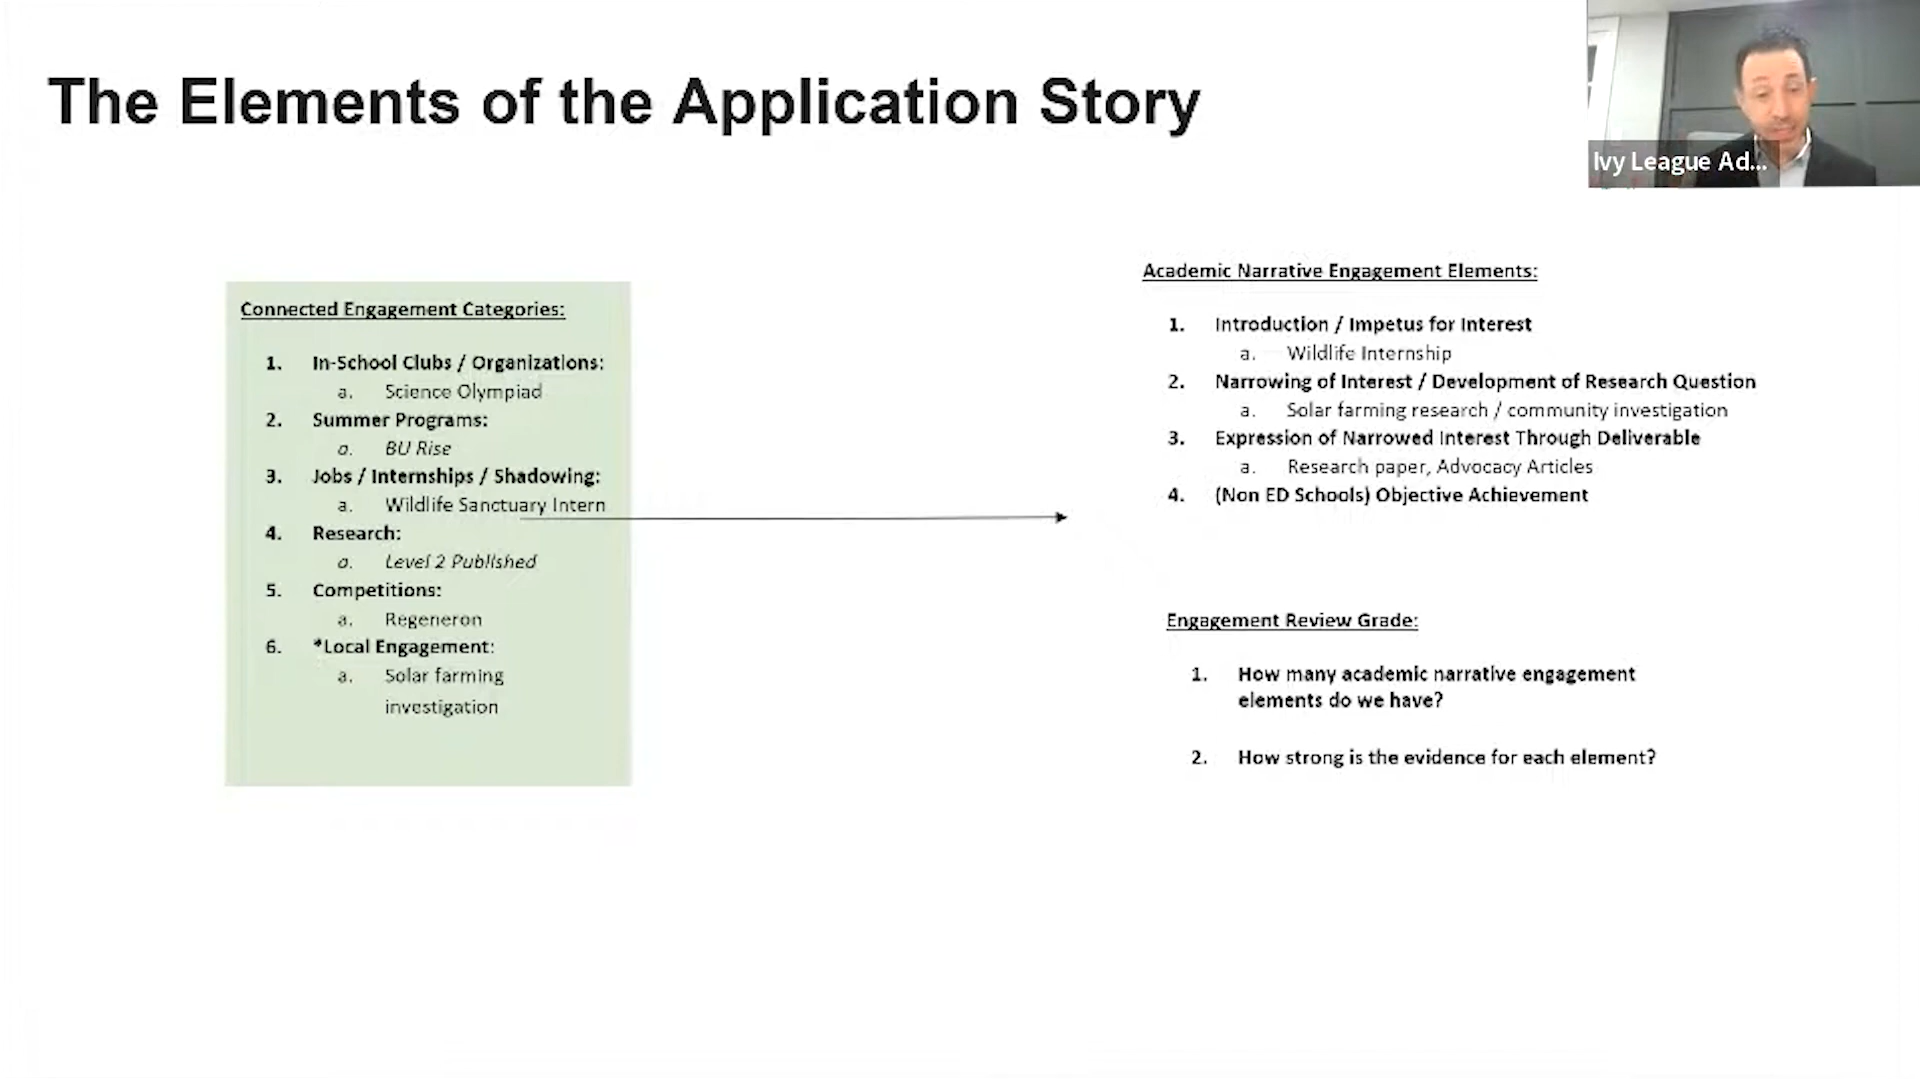 The Elements of the Application Story
Ivy League Ad...
Connected Engagement Categories:
1. In-School Clubs / Organizations:
a. Science Olympiad
2. Summer Programs:
a. BU Rise
3. Jobs / Internships / Shadowing:
a. Wildlife Sanctuary Intern
4. Research:
a. Level 2 Published
5. Competitions:
a. Regeneron
6. *Local Engagement:
a. Solar farming
investigation
Academic Narrative Engagement Elements:
1. Introduction / Impetus for Interest
a. Wildlife Internship
2. Narrowing of Interest / Development of Research Question
a. Solar farming research / community investigation
3. Expression of Narrowed Interest Through Deliverable
a. Research paper, Advocacy Articles
4. (Non ED Schools) Objective Achievement
Engagement Review Grade:
1. How many academic narrative engagement
elements do we have?
2. How strong is the evidence for each element?